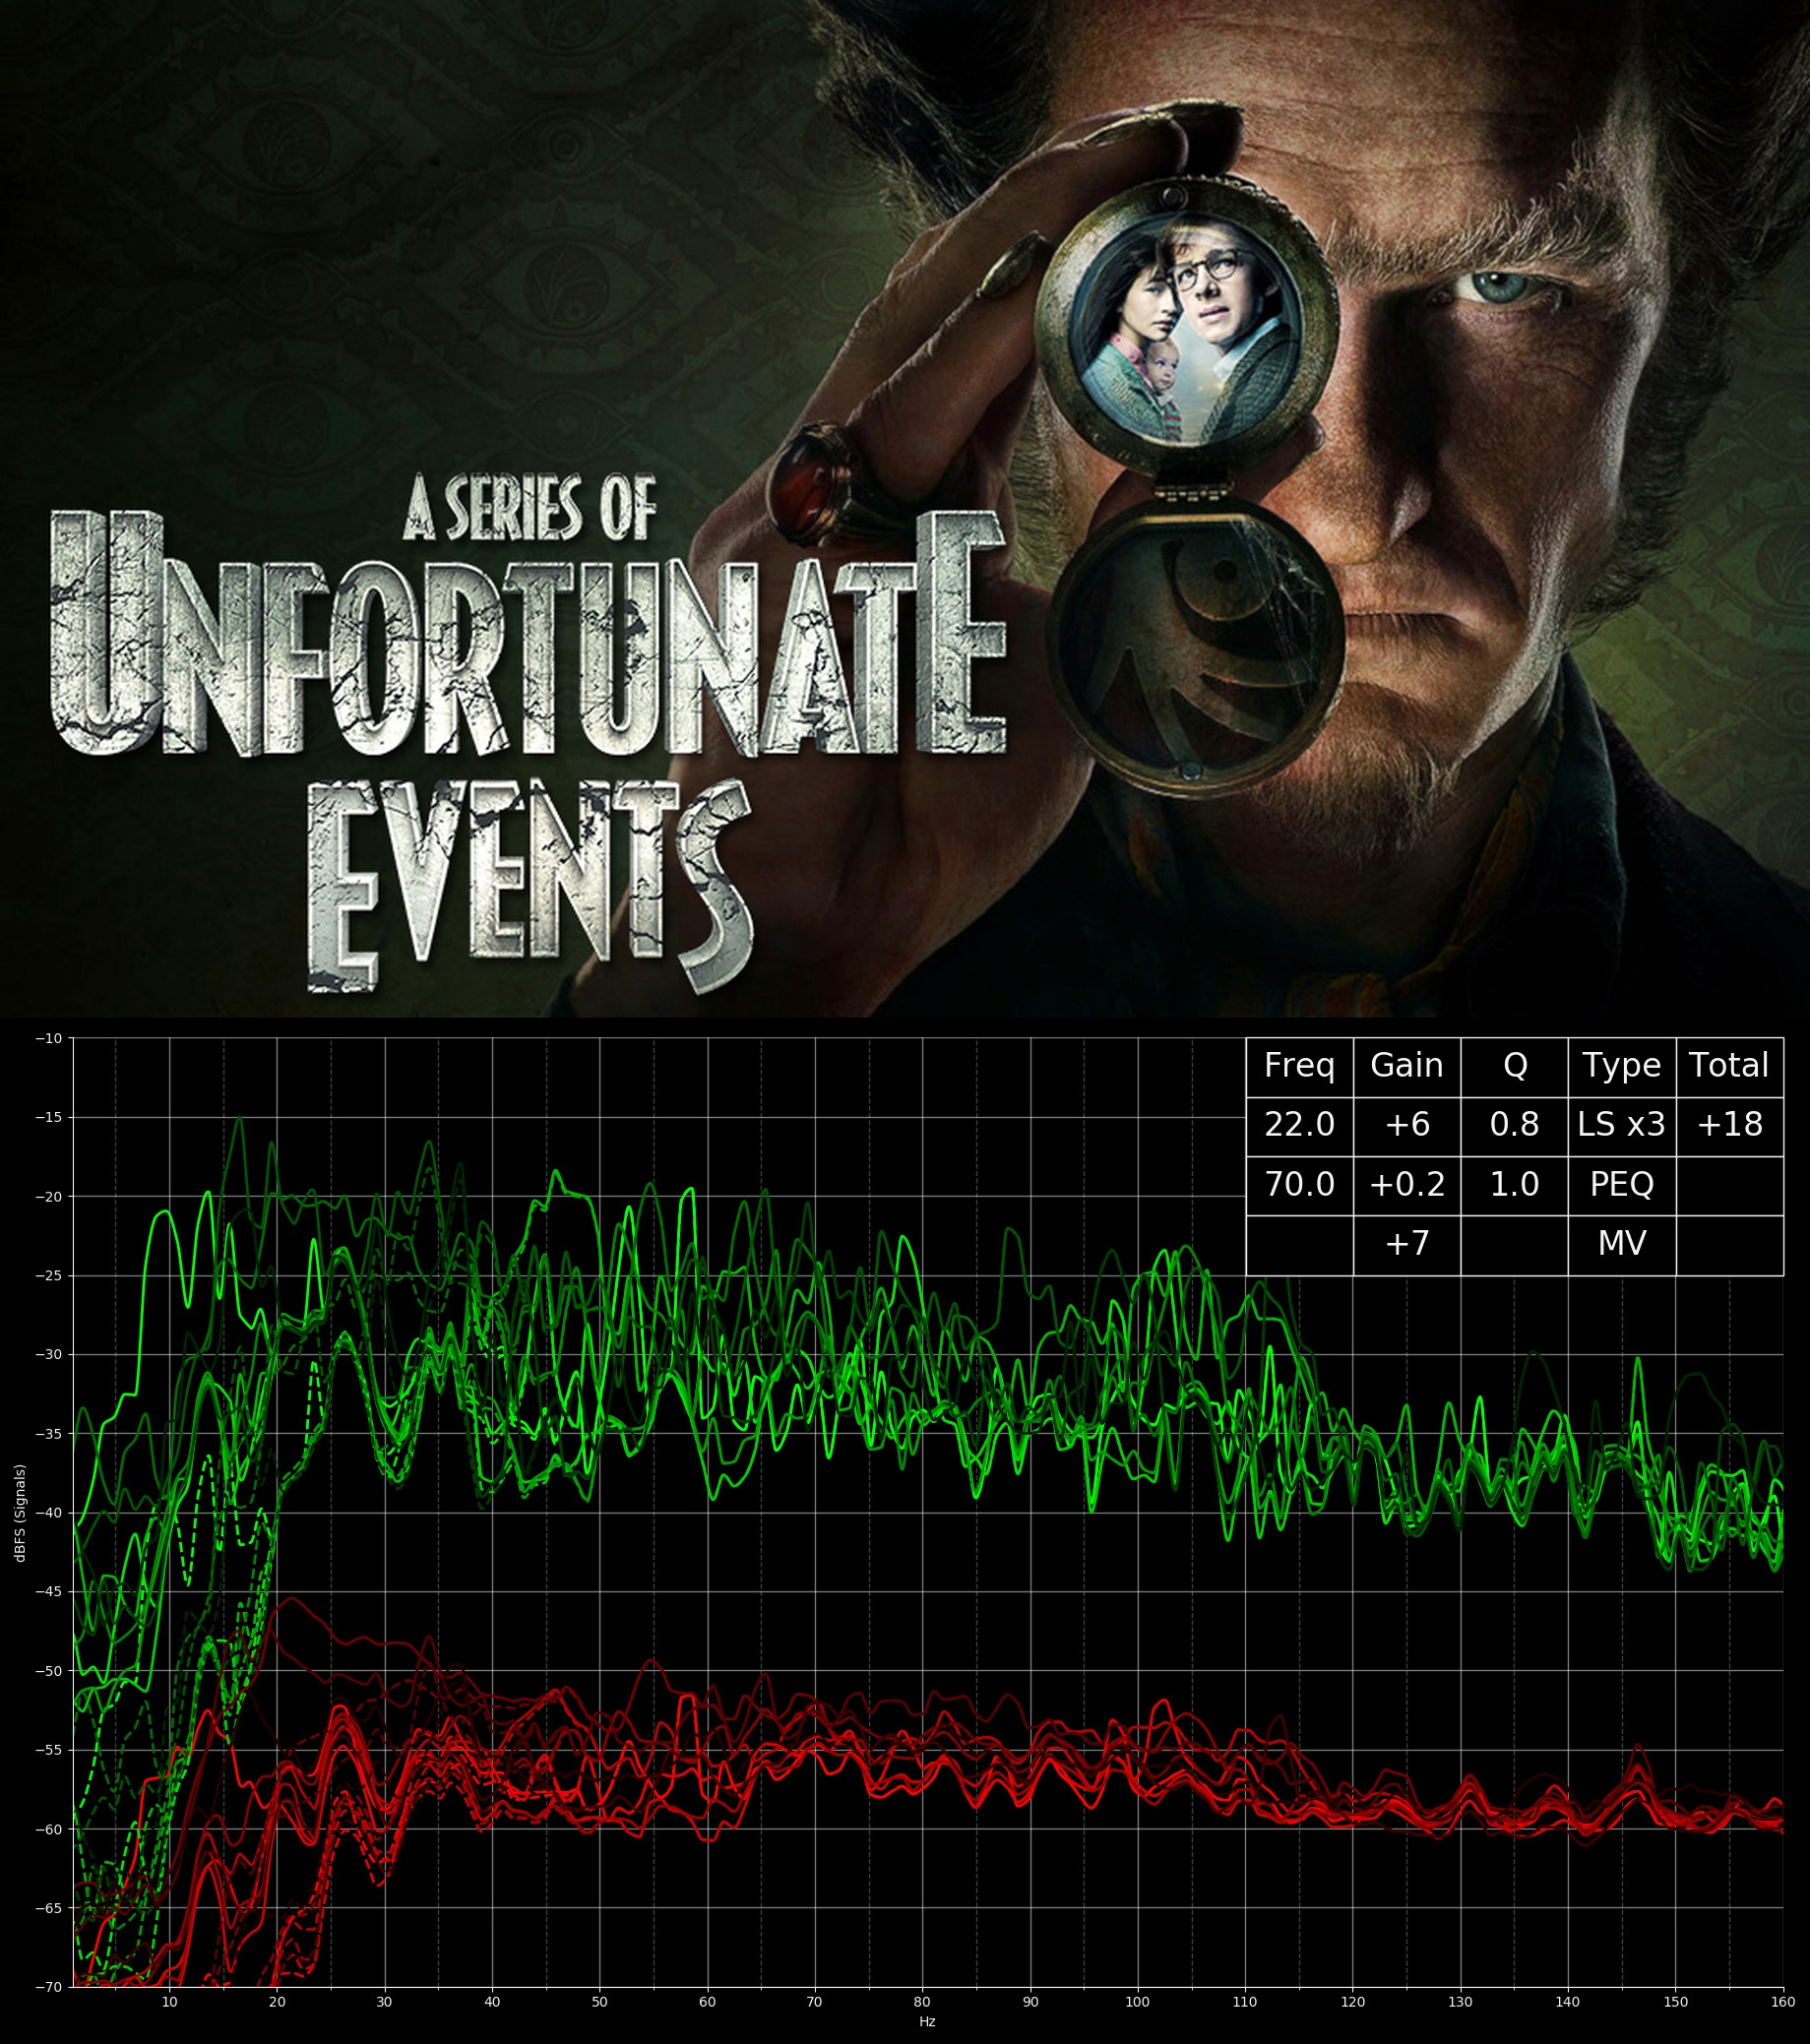 A SERIES OF
UNFORTUNATE
EVENTS
Freq Gain Q Type Total
22.0 +6 0.8 LS x3 +18
70.0 +0.2 1.0 PEQ
+7 MV
−10
−15
−20
−25
−30
−35
−40
−45
−50
−55
−60
−65
−70
dBFS (Signals)
10 20 30 40 50 60 70 80 90 100 110 120 130 140 150 160
Hz